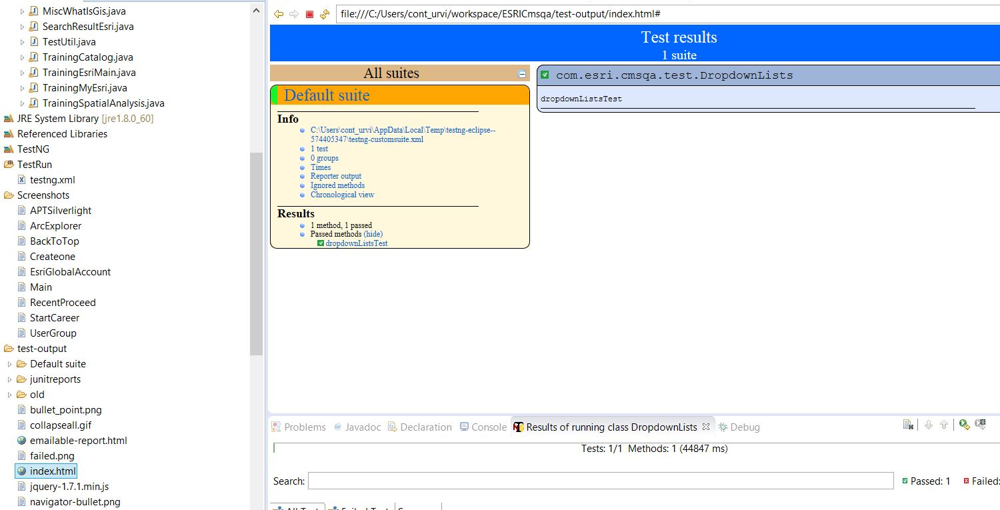 MiscWhatIsGis.java
SearchResultEsri.java
TestUtil.java
TrainingCatalog.java
TrainingEsriMain.java
TrainingMyEsri.java
TrainingSpatialAnalysis.java
JRE System Library [jre1.8.0_60]
Referenced Libraries
TestNG
TestRun
testng.xml
Screenshots
APTSilverlight
ArcExplorer
BackToTop
Createone
EsriGlobalAccount
Main
RecentProceed
StartCareer
UserGroup
test-output
Default suite
junitreports
old
bullet_point.png
collapseall.gif
emailable-report.html
failed.png
index.html
jquery-1.7.1.min.js
navigator-bullet.png
file:///C:/Users/cont_urvi/workspace/ESRICmsqa/test-output/index.html#
Test results
1 suite
All suites
Default suite
Info
C:\Users\cont_urvi\AppData\Local\Temp\testng-eclipse--
574405347\testng-customsuite.xml
1 test
0 groups
Times
Reporter output
Ignored methods
Chronological view
Results
1 method, 1 passed
Passed methods (hide)
dropdownListsTest
com.esri.cmsqa.test.DropdownLists
dropdownListsTest
Problems @ Javadoc Declaration Console Results of running class DropdownLists Debug
Tests: 1/1 Methods: 1 (44847 ms)
Search: Passed: 1 Failed: